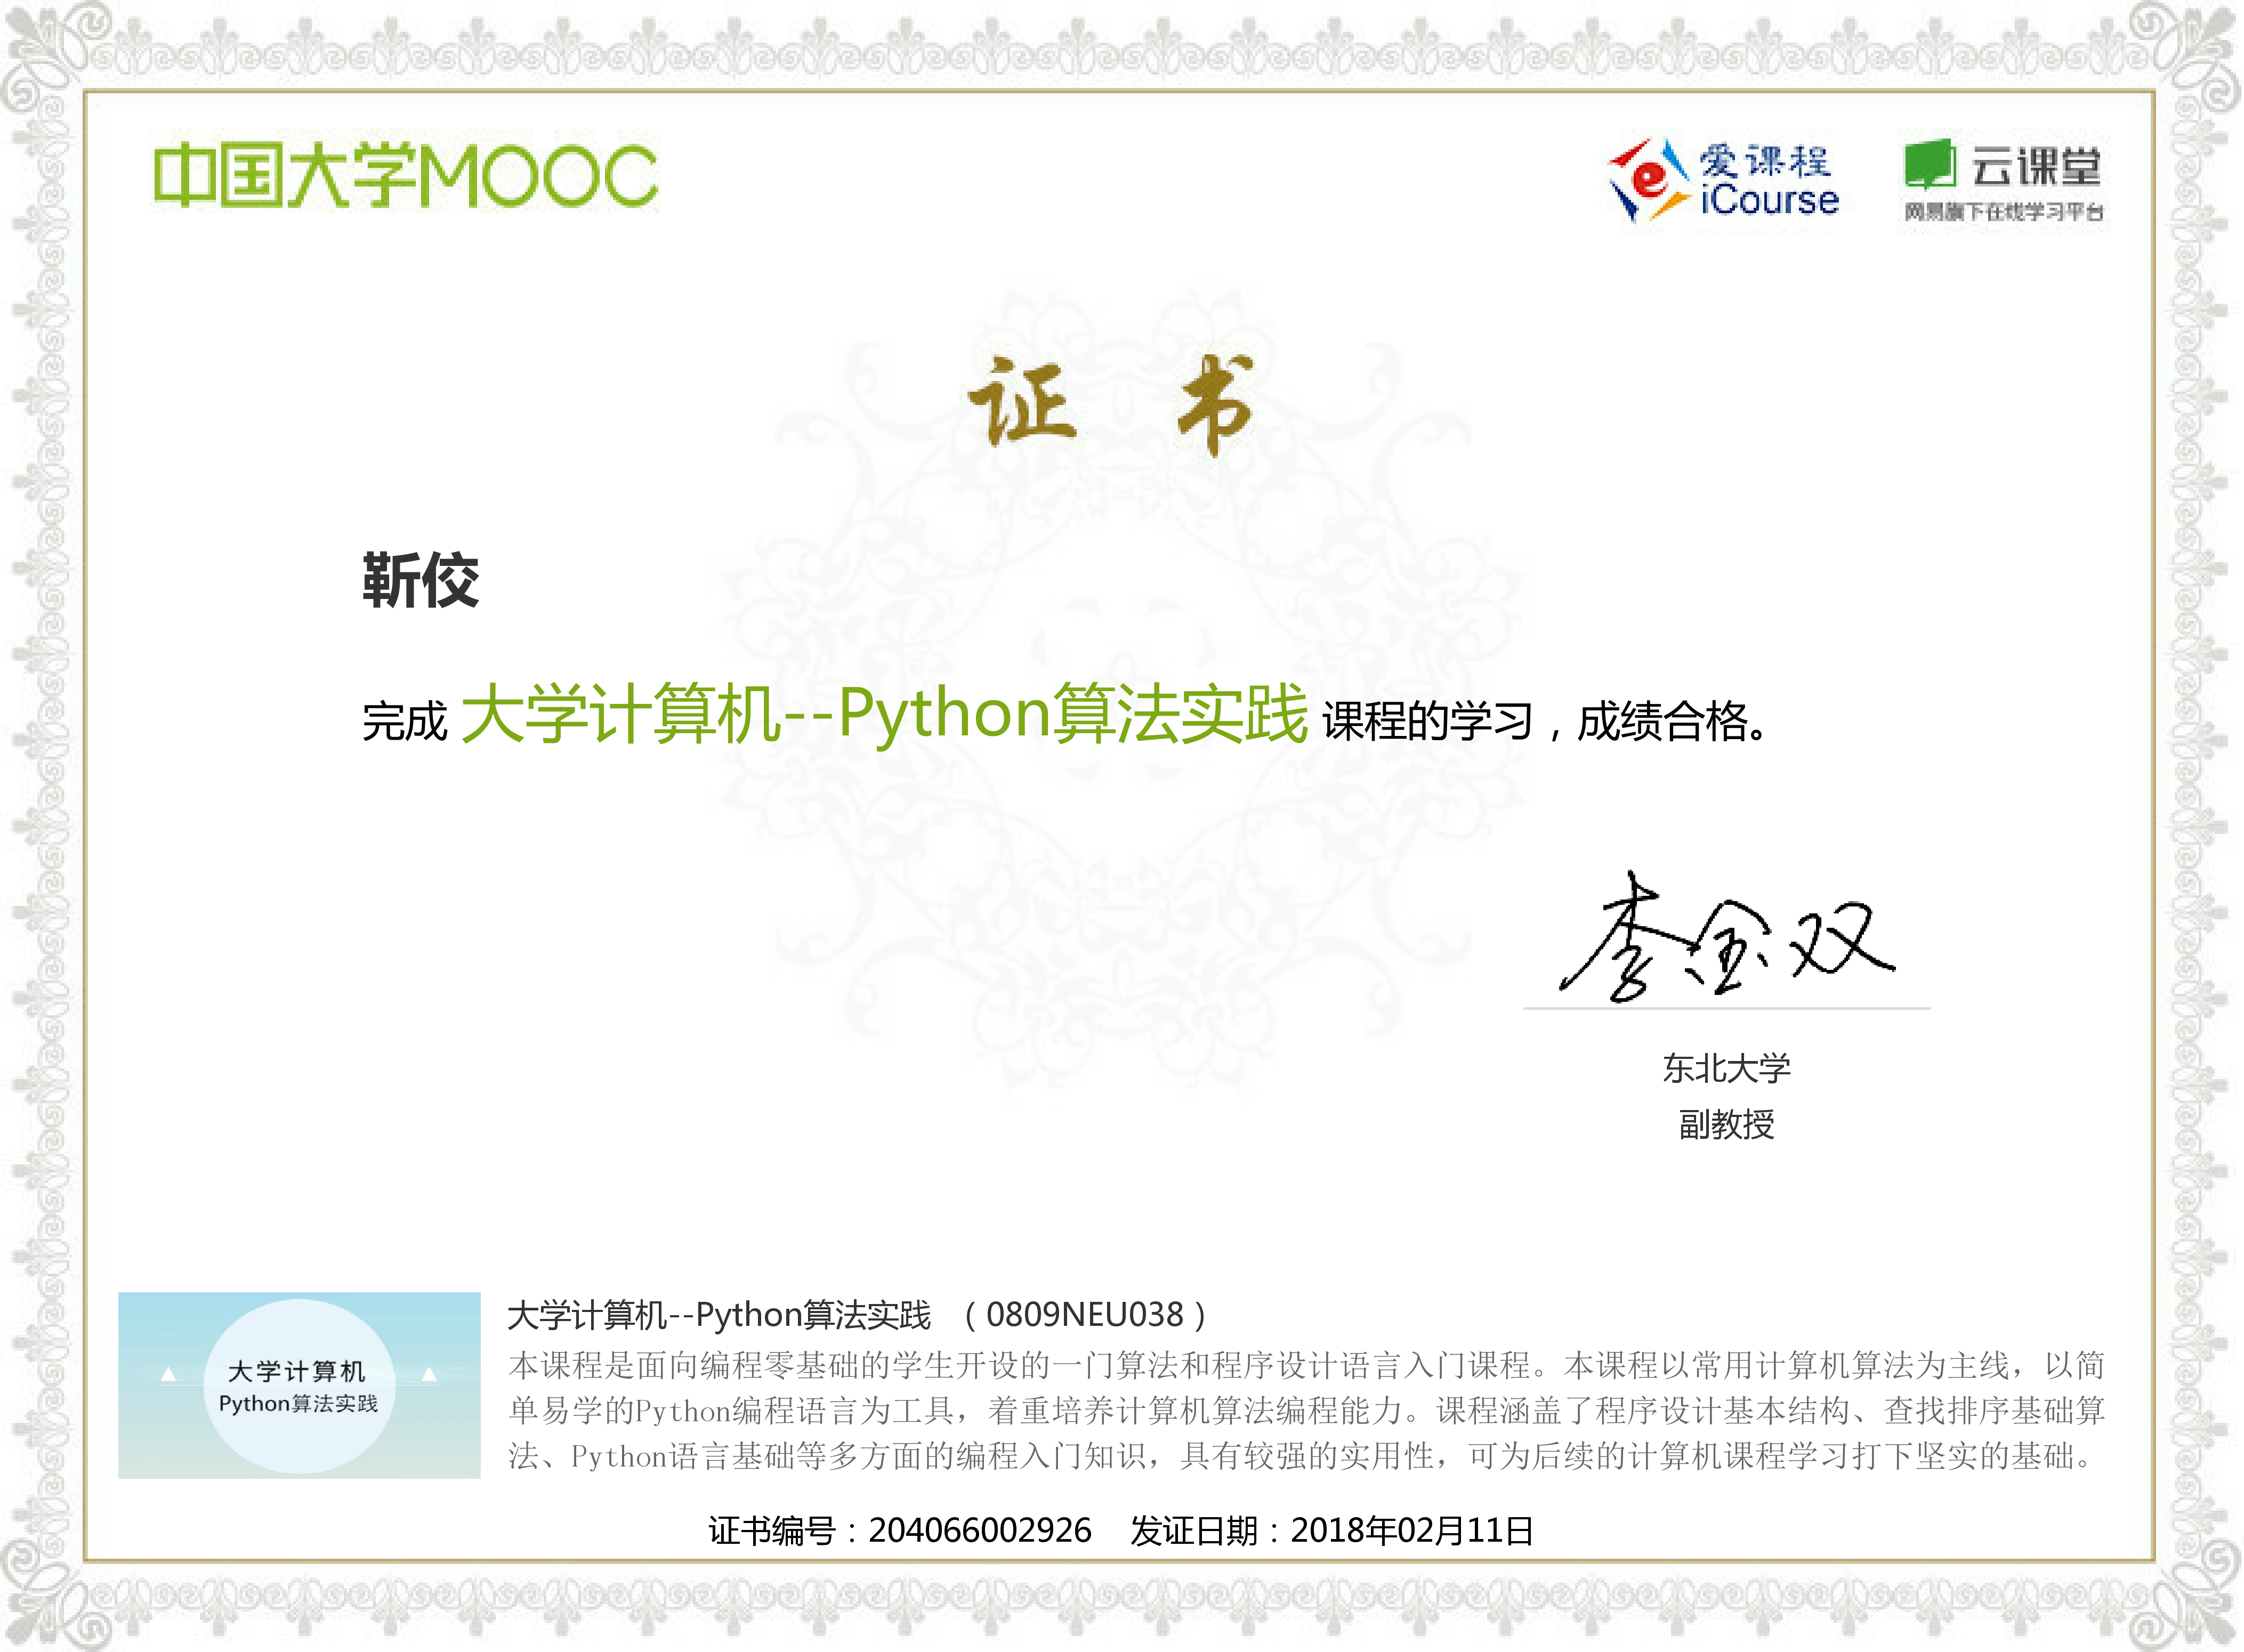 中国大学MOOC
爱课程
iCourse
云课堂
网易旗下在线学习平台
证 书
靳佼
完成 大学计算机--Python算法实践 课程的学习，成绩合格。
李金双
东北大学
副教授
大学计算机
Python算法实践
大学计算机--Python算法实践 （0809NEU038）
本课程是面向编程零基础的学生开设的一门算法和程序设计语言入门课程。本课程以常用计算机算法为主线，以简
单易学的Python编程语言为工具，着重培养计算机算法编程能力。课程涵盖了程序设计基本结构、查找排序基础算
法、Python语言基础等多方面的编程入门知识，具有较强的实用性，可为后续的计算机课程学习打下坚实的基础。
证书编号：204066002926 发证日期：2018年02月11日